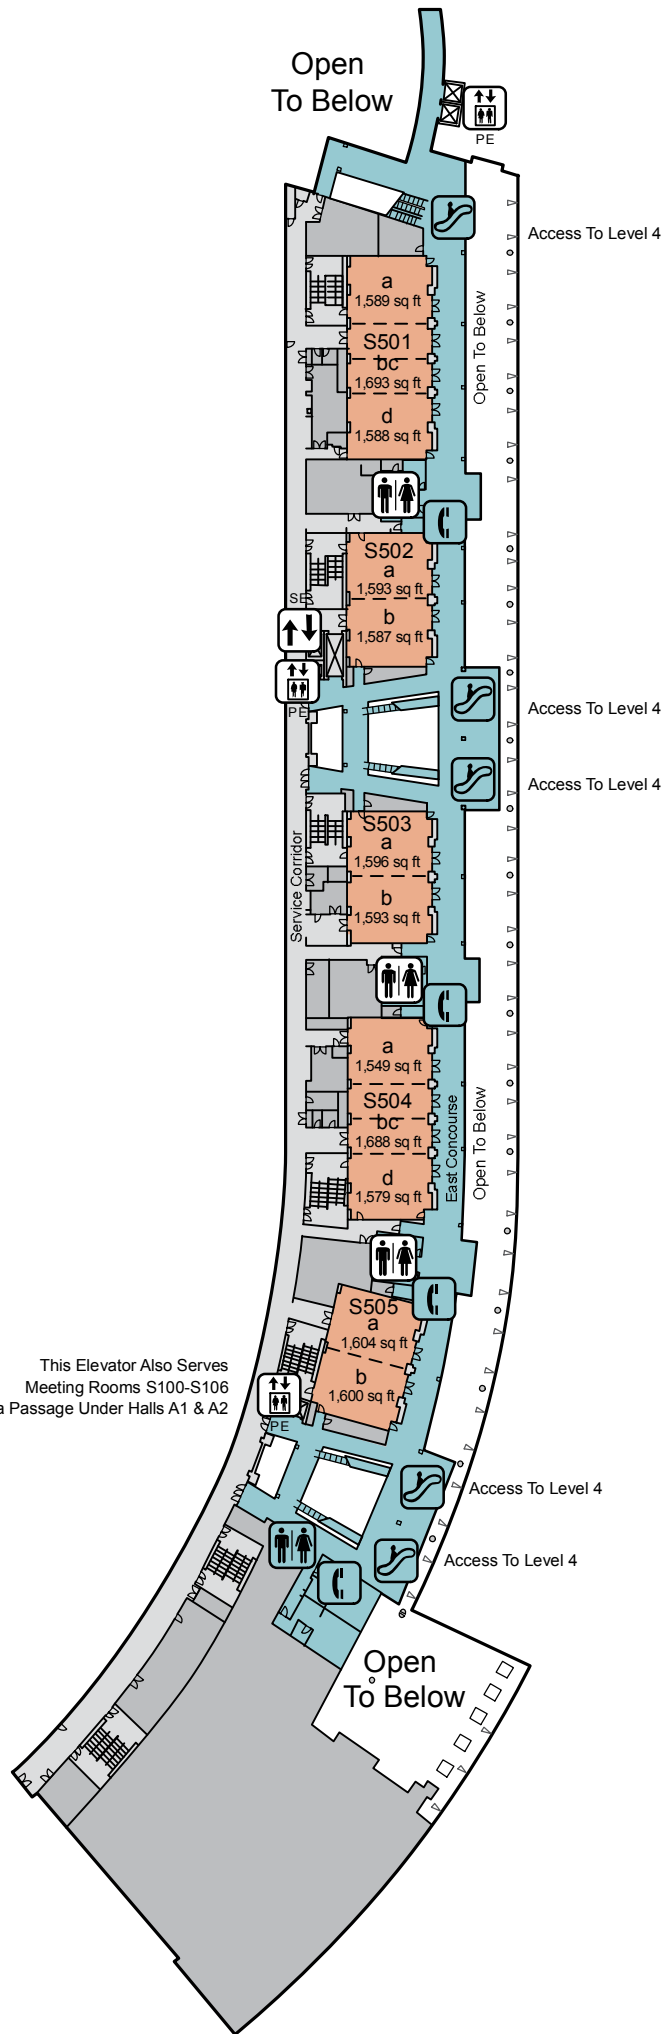 Open
To Below
PE
Access To Level 4
a
1,589 sq ft
S501
bc
1,693 sq ft
d
1,588 sq ft
Open To Below
S502
a
1,593 sq ft
b
1,587 sq ft
SE
PE
Access To Level 4
Access To Level 4
S503
a
1,596 sq ft
b
1,593 sq ft
Service Corridor
a
1,549 sq ft
S504
bc
1,688 sq ft
d
1,579 sq ft
East Concourse
Open To Below
S505
a
1,604 sq ft
b
1,600 sq ft
This Elevator Also Serves
Meeting Rooms S100-S106
a Passage Under Halls A1 & A2
PE
Access To Level 4
Access To Level 4
Open
To Below